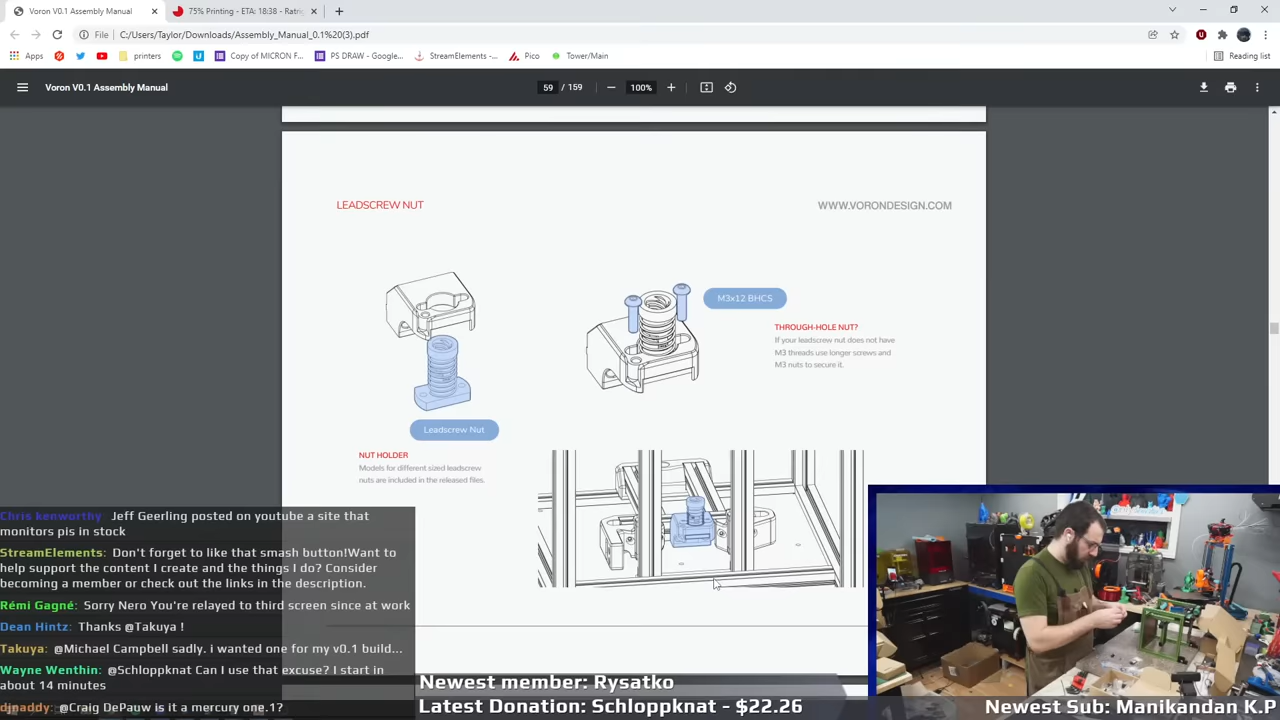 Voron V0.1 Assembly Manual
75% Printing - ETA: 18:38 - Ratrig
File
C:/Users/Taylor/Downloads/Assembly_Manual_0.1%20(3).pdf
Apps
printers
Copy of MICRON F...
PS DRAW - Google...
StreamElements -...
Pico
Tower/Main
Reading list
Voron V0.1 Assembly Manual
59 / 159
100%
LEADSCREW NUT
WWW.VORONDESIGN.COM
M3x12 BHCS
THROUGH-HOLE NUT?
If your leadscrew nut does not have
M3 threads use longer screws and
M3 nuts to secure it.
Leadscrew Nut
NUT HOLDER
Models for different sized leadscrew
nuts are included in the released files.
Chris kenworthy: Jeff Geerling posted on youtube a site that
monitors pis in stock
StreamElements: Don't forget to like that smash button!Want to
help support the content I create and the things I do? Consider
becoming a member or check out the links in the description.
Rémi Gagné: Sorry Nero You're relayed to third screen since at work
Dean Hintz: Thanks @Takuya !
Takuya: @Michael Campbell sadly. i wanted one for my v0.1 build...
Wayne Wenthin: @Schloppknat Can I use that excuse? I start in
about 14 minutes
@Craig DePauw is it a mercury one.1?
Newest member: Rysatko
Latest Donation: Schloppknat - $22.26
Newest Sub: Manikandan K.P